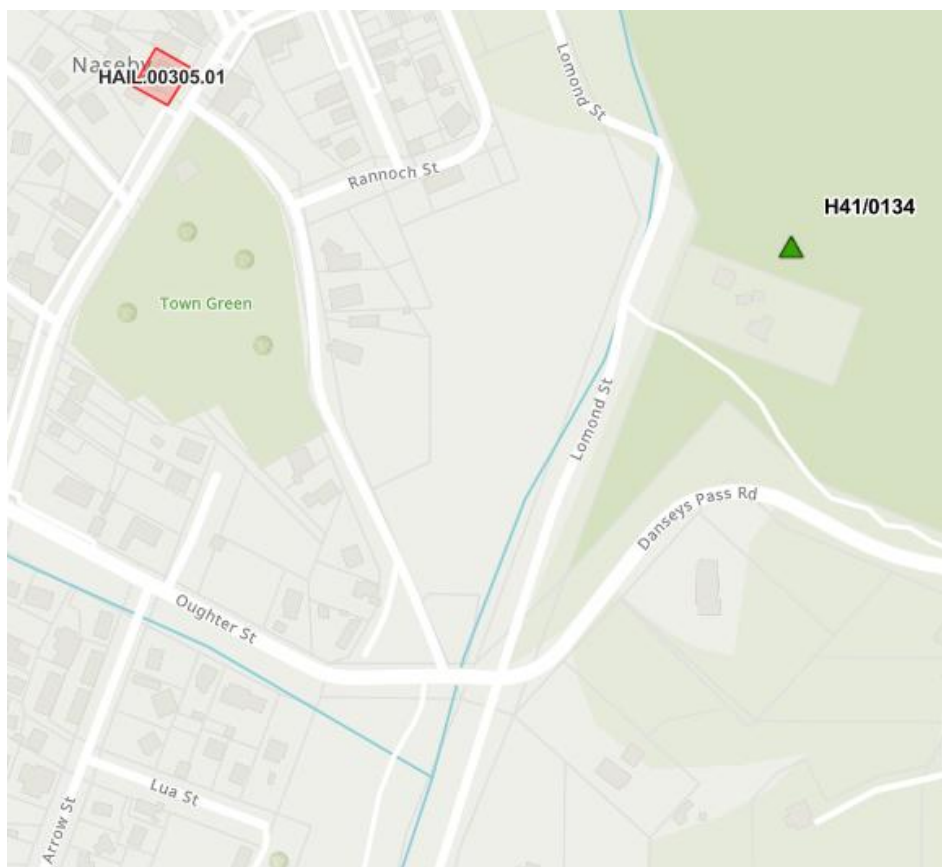 Naseby
HAIL.00305.01
Lomond St
Rannoch St
H41/0134
Town Green
Lomond St
Danseys Pass Rd
Oughter St
Lua St
Arrow St